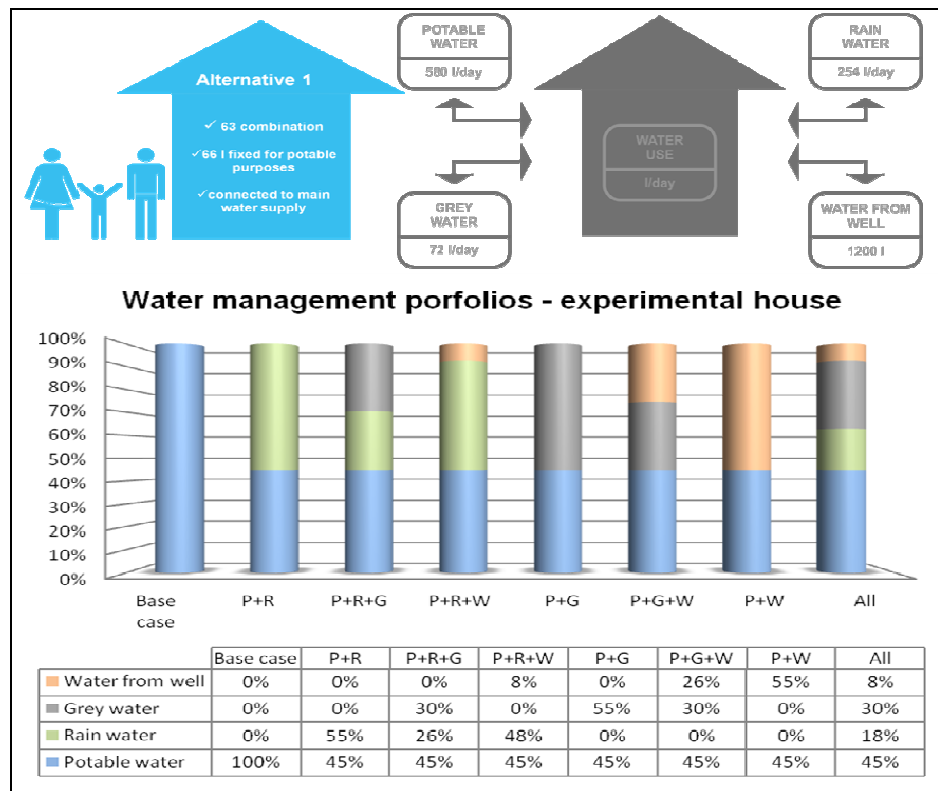 Alternative 1
✓ 63 combination
✓ 66 l fixed for potable
purposes
✓ connected to main
water supply
POTABLE
WATER
580 l/day
GREY
WATER
72 l/day
WATER
USE
l/day
RAIN
WATER
254 l/day
WATER FROM
WELL
1200 l
Water management porfolios - experimental house
100%
90%
80%
70%
60%
50%
40%
30%
20%
10%
0%
Base
case
P+R
P+R+G
P+R+W
P+G
P+G+W
P+W
All
Base case P+R P+R+G P+R+W P+G P+G+W P+W All
Water from well 0% 0% 0% 8% 0% 26% 55% 8%
Grey water 0% 0% 30% 0% 55% 30% 0% 30%
Rain water 0% 55% 26% 48% 0% 0% 0% 18%
Potable water 100% 45% 45% 45% 45% 45% 45% 45%